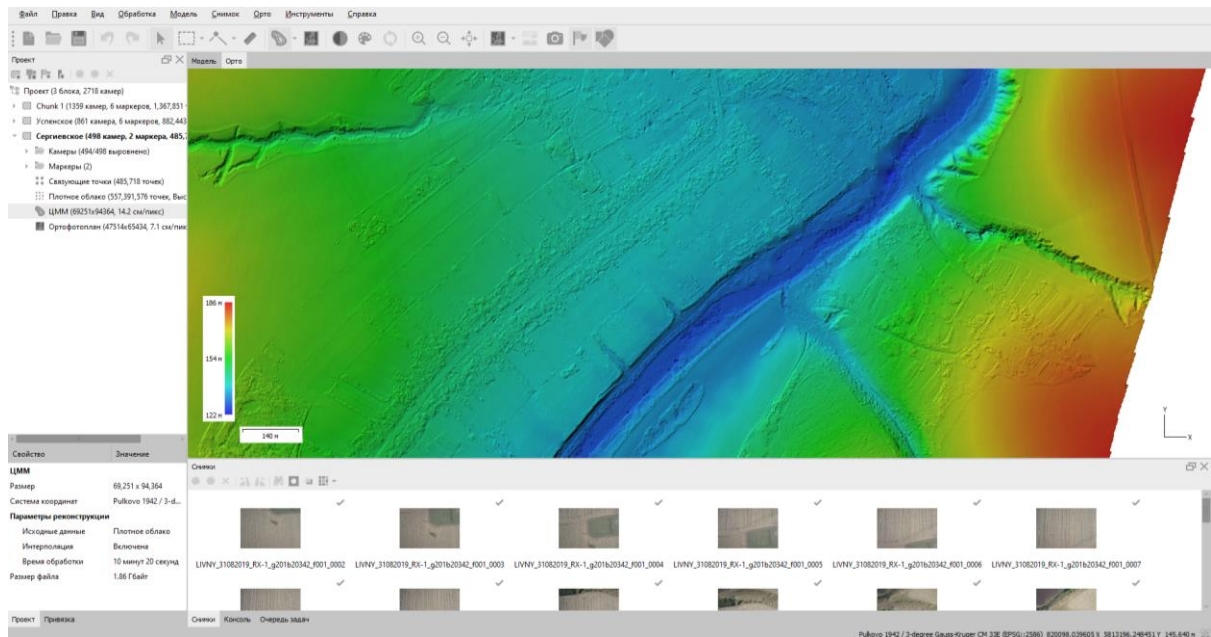 Файл Правка Вид Обработка Модель Снимок Орто Инструменты Справка
Проект
Модель Орто
Проект (3 блока, 2718 камер)
Chunk 1 (1359 камер, 6 маркеров, 1,367,851
Успенское (861 камера, 6 маркеров, 882,443
Сергиевское (498 камер, 2 маркера, 485,7
Камеры (494/498 выровнено)
Маркеры (2)
Связующие точки (485,718 точек)
Плотное облако (557,391,576 точек, Выс
ЦММ (69251x94364, 14.2 см/пикс)
Ортофотоплан (47514x65434, 7.1 см/пик
186 м
154 м
122 м
140 м
Y
X
Свойство Значение
ЦММ
Размер 69,251 x 94,364
Система координат Pulkovo 1942 / 3-d...
Параметры реконструкции
Исходные данные Плотное облако
Интерполяция Включена
Время обработки 10 минут 20 секунд
Размер файла 1.86 Гбайт
Снимки
LIVNY_31082019_RX-1_g201b20342_f001_0002 LIVNY_31082019_RX-1_g201b20342_f001_0003 LIVNY_31082019_RX-1_g201b20342_f001_0004 LIVNY_31082019_RX-1_g201b20342_f001_0005 LIVNY_31082019_RX-1_g201b20342_f001_0006 LIVNY_31082019_RX-1_g201b20342_f001_0007
Проект Привязка
Снимки Консоль Очередь задач
Pulkovo 1942 / 3-degree Gauss-Kruger CM 33E (EPSG::2586) 820098.039605 X 5813196.248451 Y 145.640 м